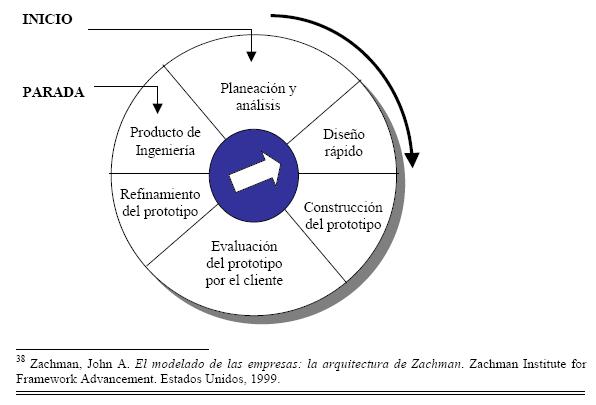 INICIO
PARADA
Planeación y
análisis
Diseño
rápido
Construcción
del prototipo
Evaluación
del prototipo
por el cliente
Refinamiento
del prototipo
Producto de
Ingeniería
38 Zachman, John A. El modelado de las empresas: la arquitectura de Zachman. Zachman Institute for
Framework Advancement. Estados Unidos, 1999.